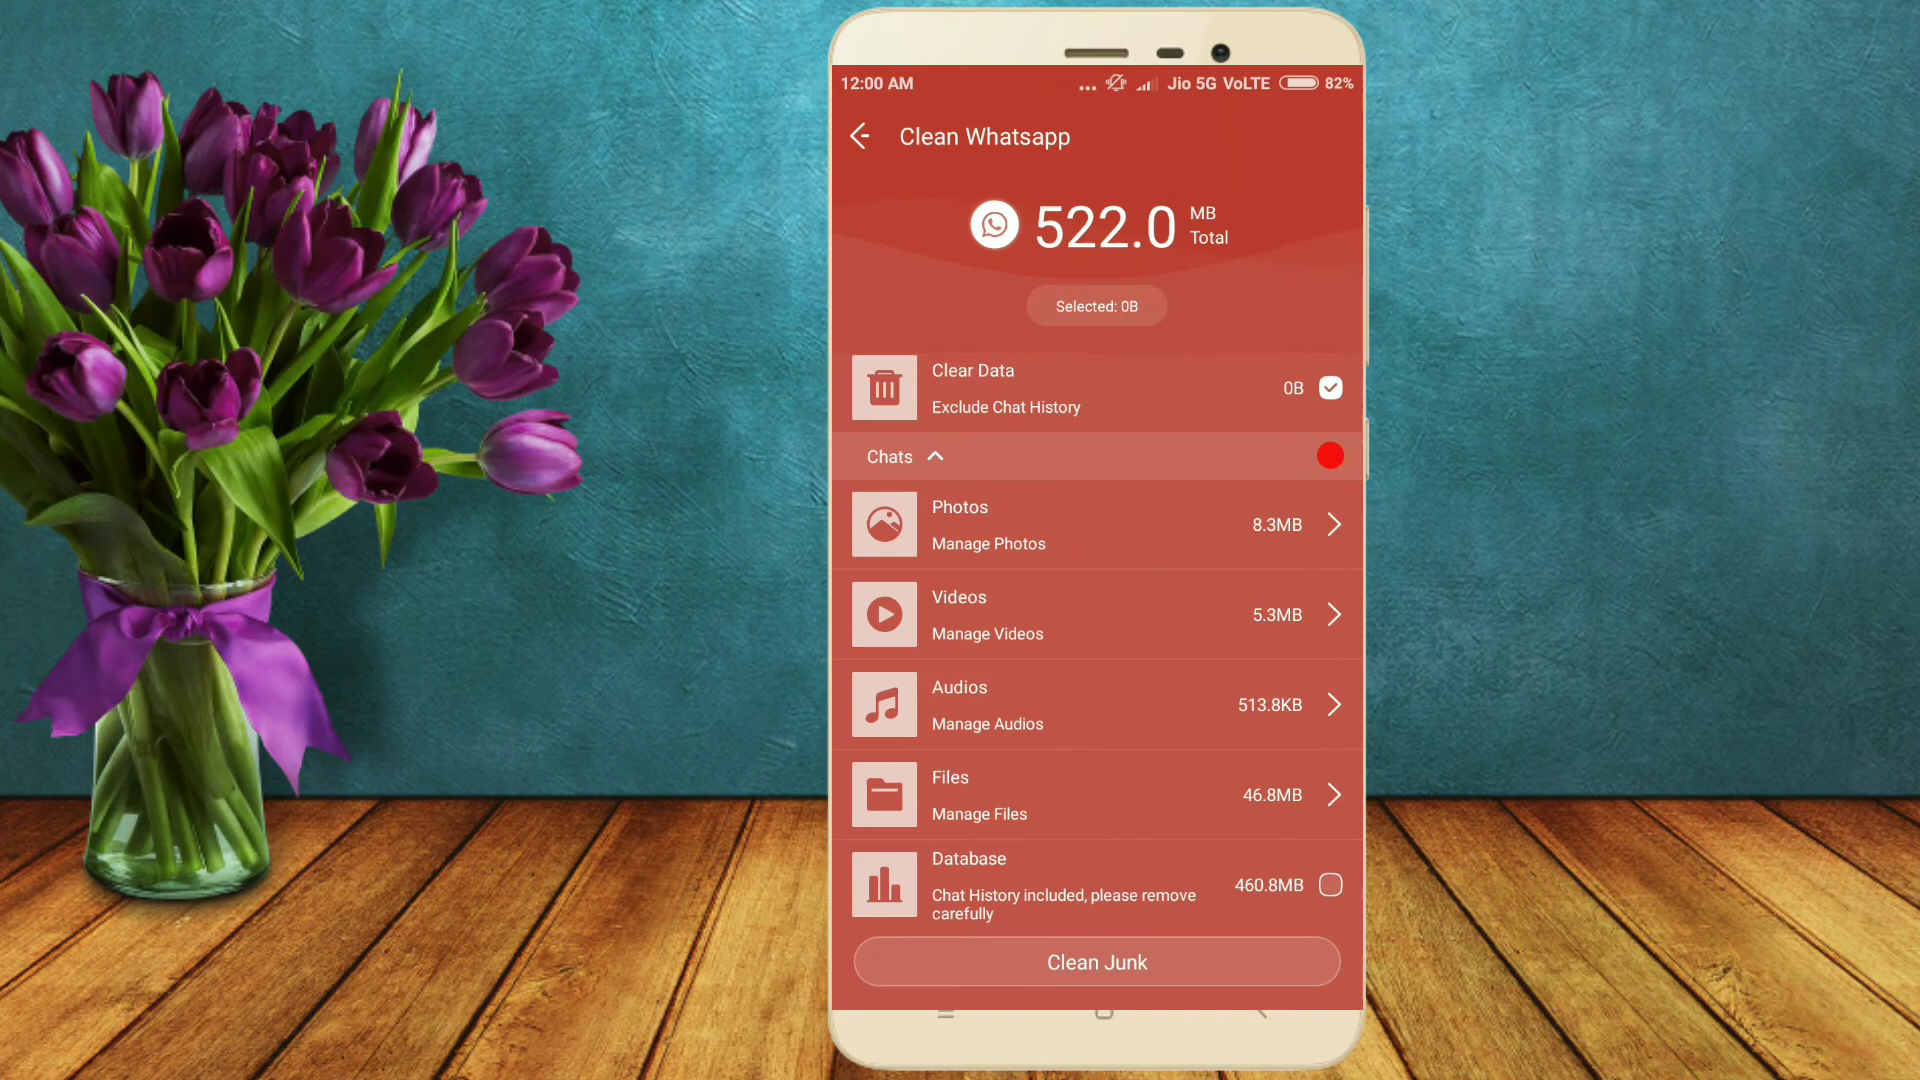 12:00 AM
... Jio 5G VoLTE 82%
Clean Whatsapp
522.0 MB
Total
Selected: 0B
Clear Data
0B
Exclude Chat History
Chats
Photos
8.3MB
Manage Photos
Videos
5.3MB
Manage Videos
Audios
513.8KB
Manage Audios
Files
46.8MB
Manage Files
Database
460.8MB
Chat History included, please remove
carefully
Clean Junk